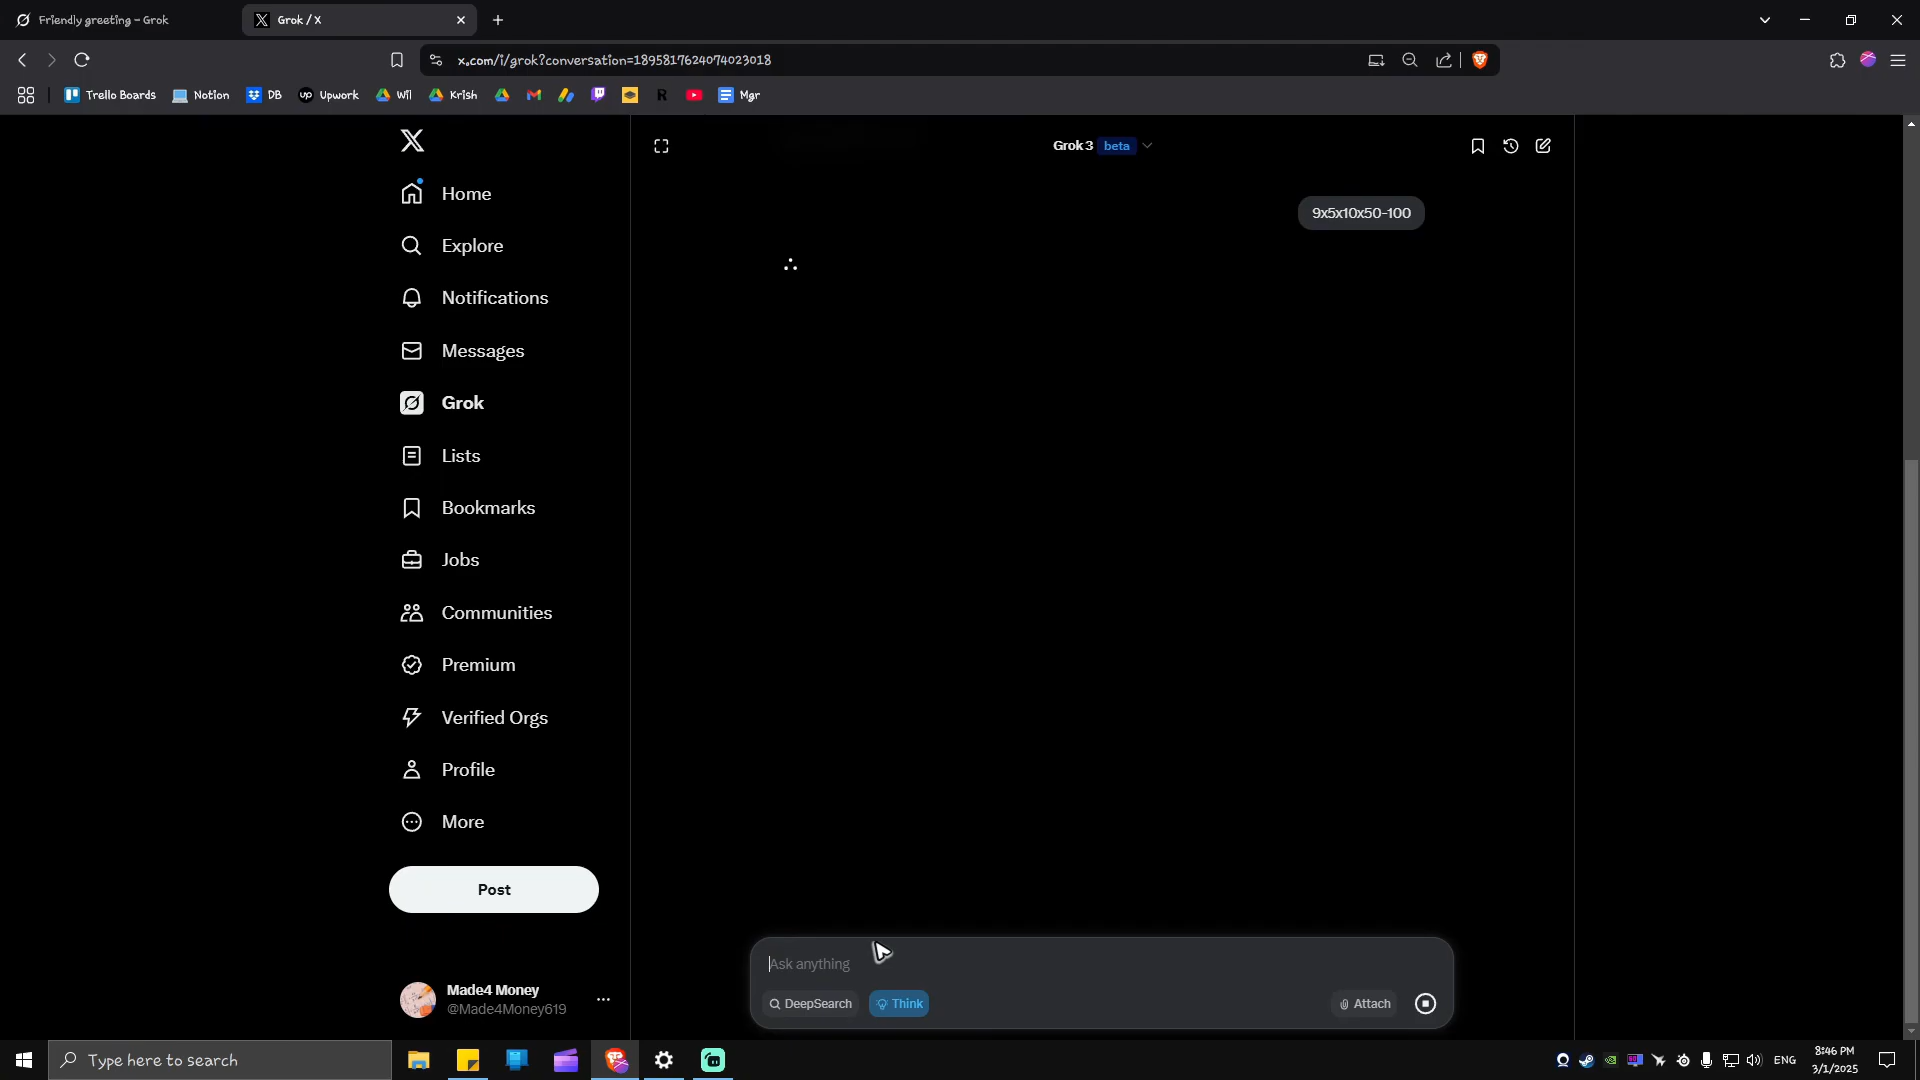 Friendly greeting - Grok
Grok / X
x.com/i/grok?conversation=1895817624074023018
Trello Boards
Notion
DB
Upwork
Wil
Krish
Mgr
Grok 3 beta
9x5x10x50-100
Home
Explore
Notifications
Messages
Grok
Lists
Bookmarks
Jobs
Communities
Premium
Verified Orgs
Profile
More
Post
Made4 Money
@Made4Money619
Ask anything
DeepSearch
Think
Attach
Type here to search
ENG
8:46 PM
3/1/2025